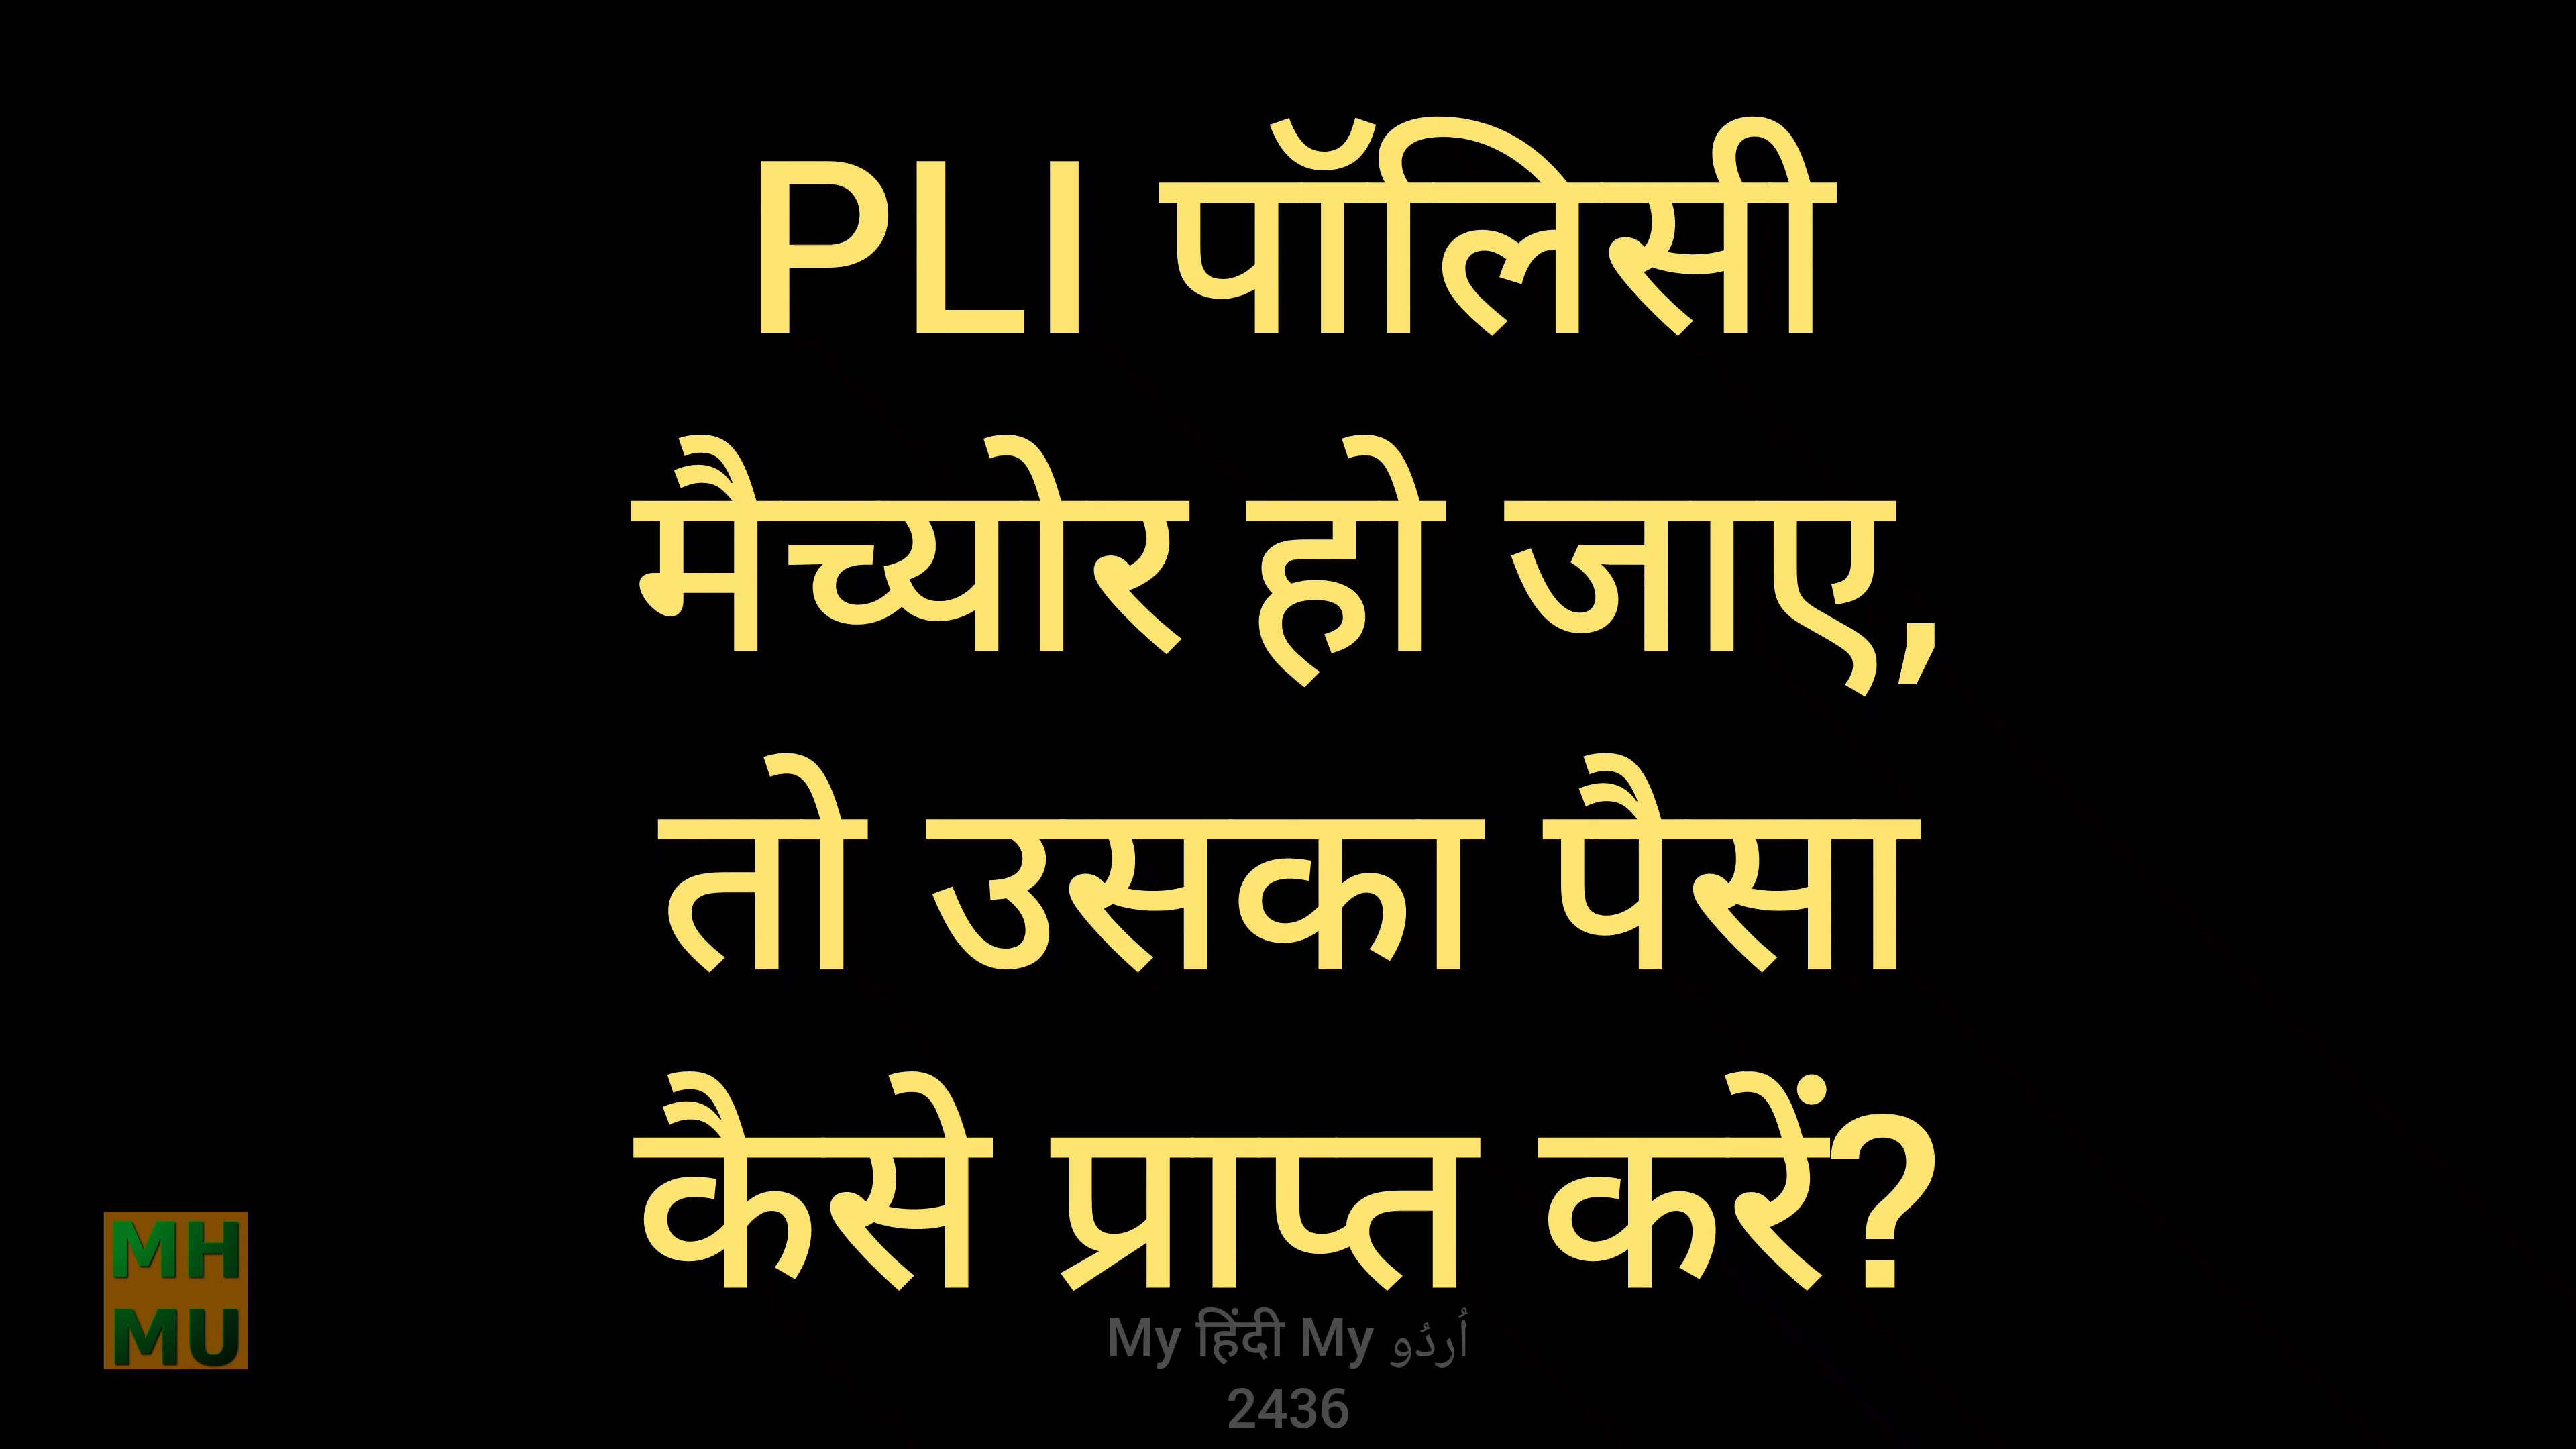 PLI पॉलिसी
मैच्योर हो जाए,
तो उसका पैसा
कैसे प्राप्त करें?
MH
MU
My हिंदी My اُردُو
2436